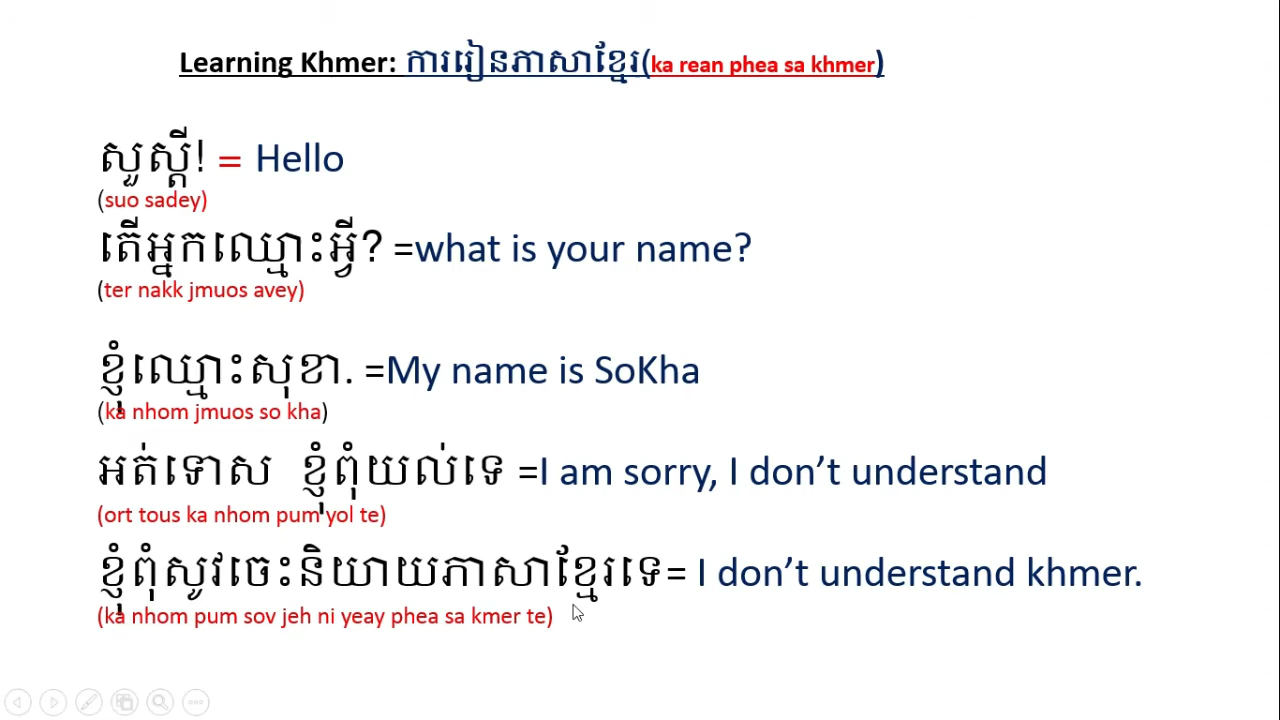 Learning Khmer: ការរៀនភាសាខ្មែរ(ka rean phea sa khmer)
សួស្តី! = Hello
(suo sadey)
តើអ្នកឈ្មោះអ្វី? =what is your name?
(ter nakk jmuos avey)
ខ្ញុំឈ្មោះសុខា. =My name is SoKha
(ka nhom jmuos so kha)
អត់ទោស ខ្ញុំពុំយល់ទេ =I am sorry, I don’t understand
(ort tous ka nhom pum yol te)
ខ្ញុំពុំសូវចេះនិយាយភាសាខ្មែរទេ= I don’t understand khmer.
(ka nhom pum sov jeh ni yeay phea sa kmer te)